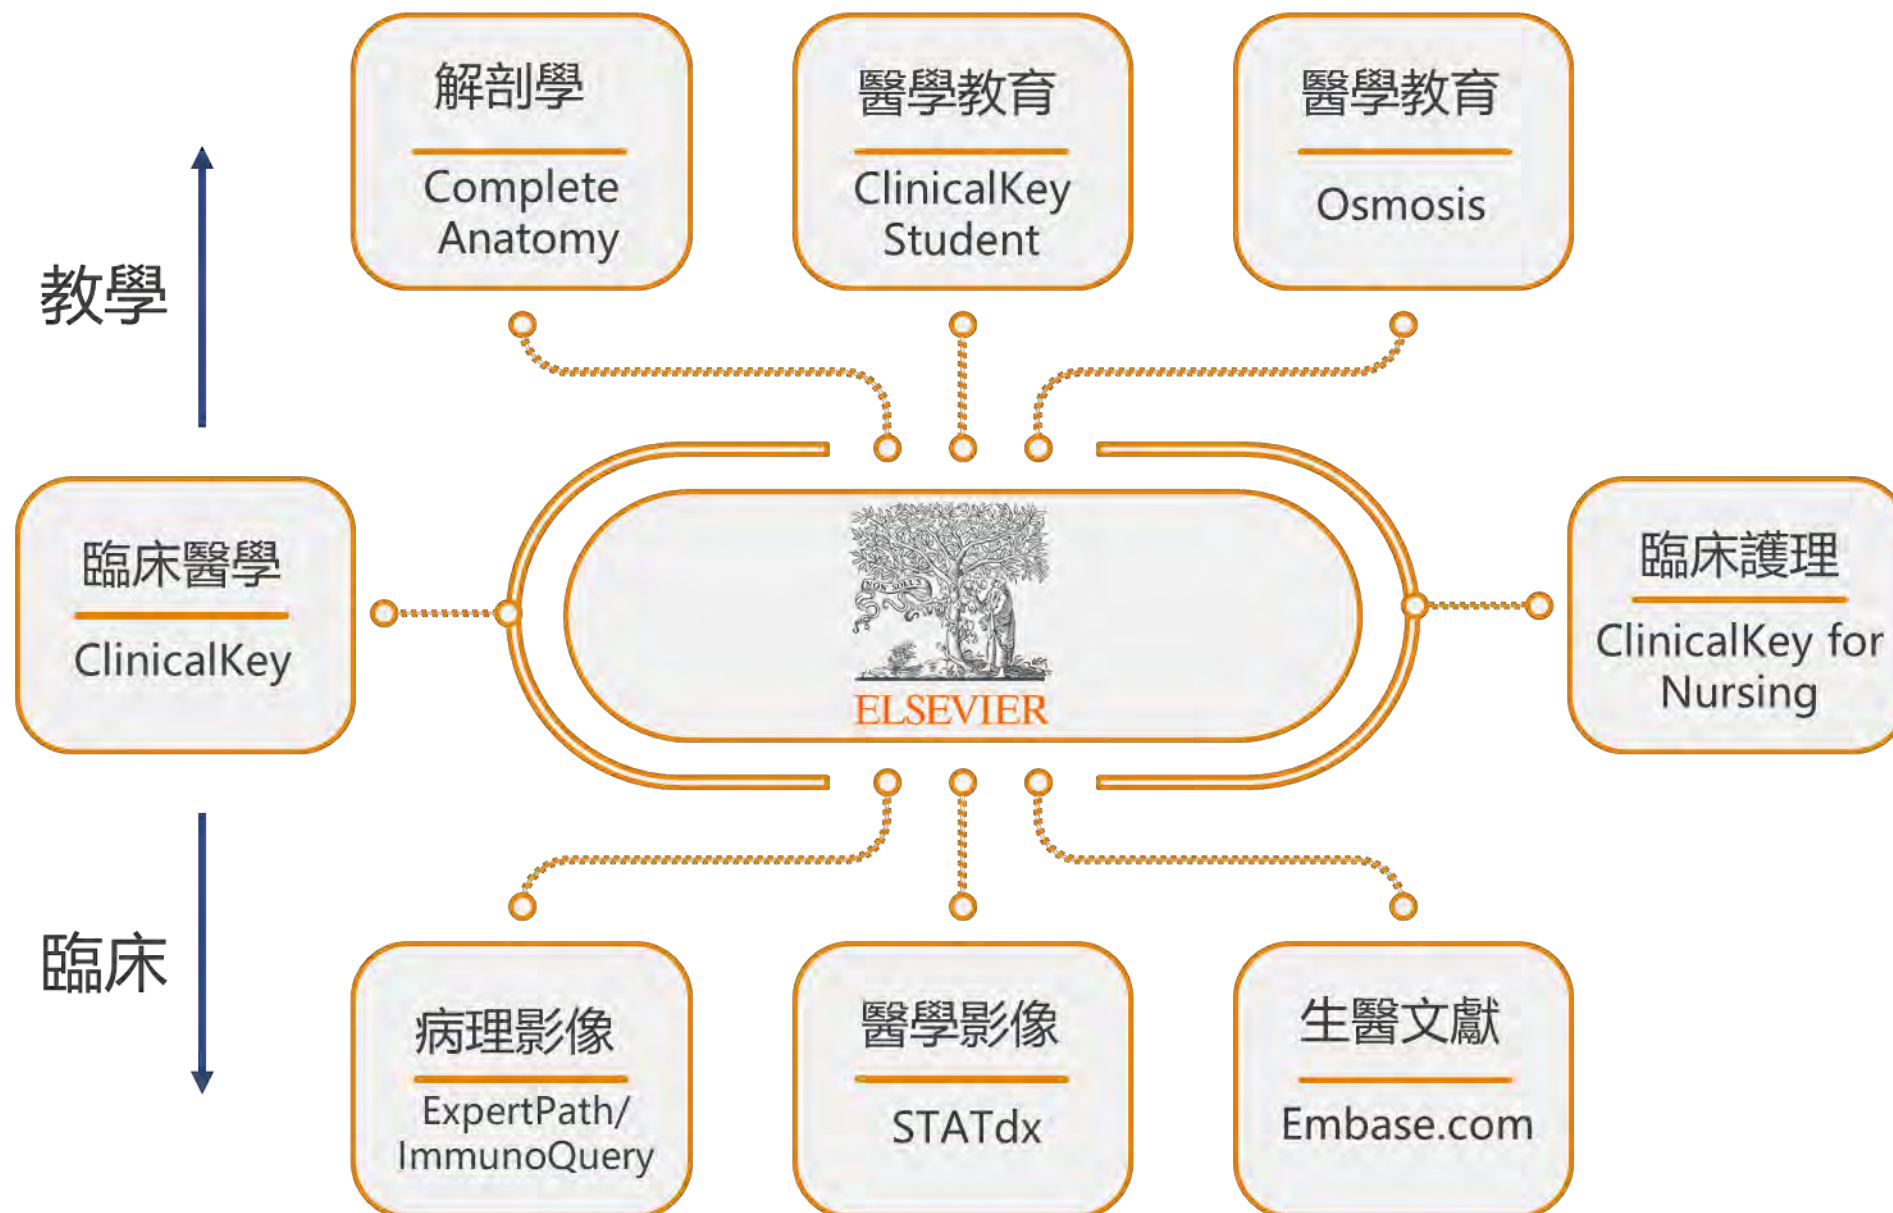 解剖學
Complete
Anatomy
醫學教育
ClinicalKey
Student
醫學教育
Osmosis
教學
臨床醫學
ClinicalKey
NON SOLUS
ELSEVIER
臨床護理
ClinicalKey for
Nursing
臨床
病理影像
ExpertPath/
ImmunoQuery
醫學影像
STATdx
生醫文獻
Embase.com